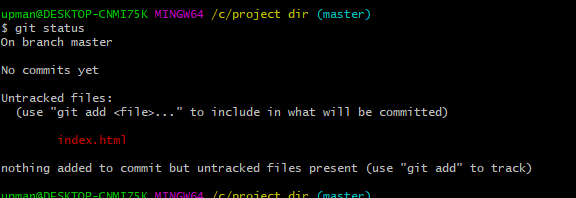 upman@DESKTOP-CNMI75K MINGW64 /c/project dir (master)
$ git status
On branch master
No commits yet
Untracked files:
(use "git add <file>..." to include in what will be committed)
index.html
nothing added to commit but untracked files present (use "git add" to track)
upman@DESKTOP-CNMI75K MINGW64 /c/project dir (master)